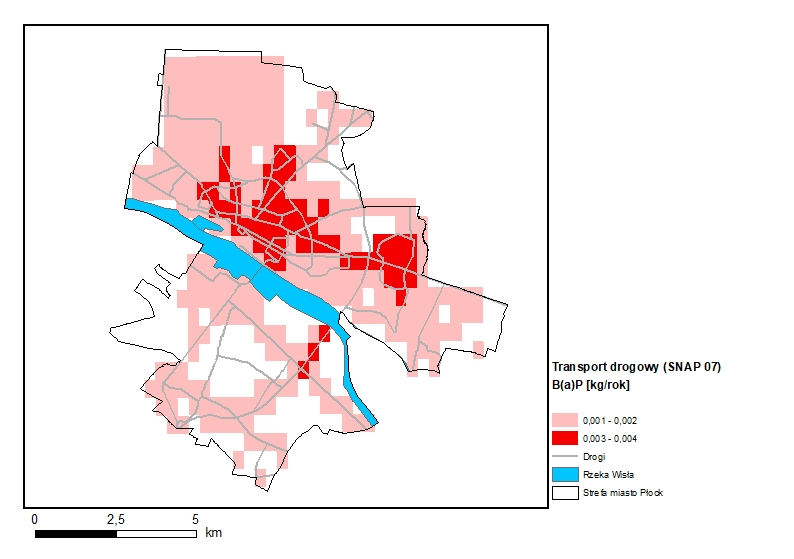 Transport drogowy (SNAP 07)
B(a)P [kg/rok]
0,001 - 0,002
0,003 - 0,004
Drogi
Rzeka Wisła
Strefa miasto Płock
0 2,5 5
km